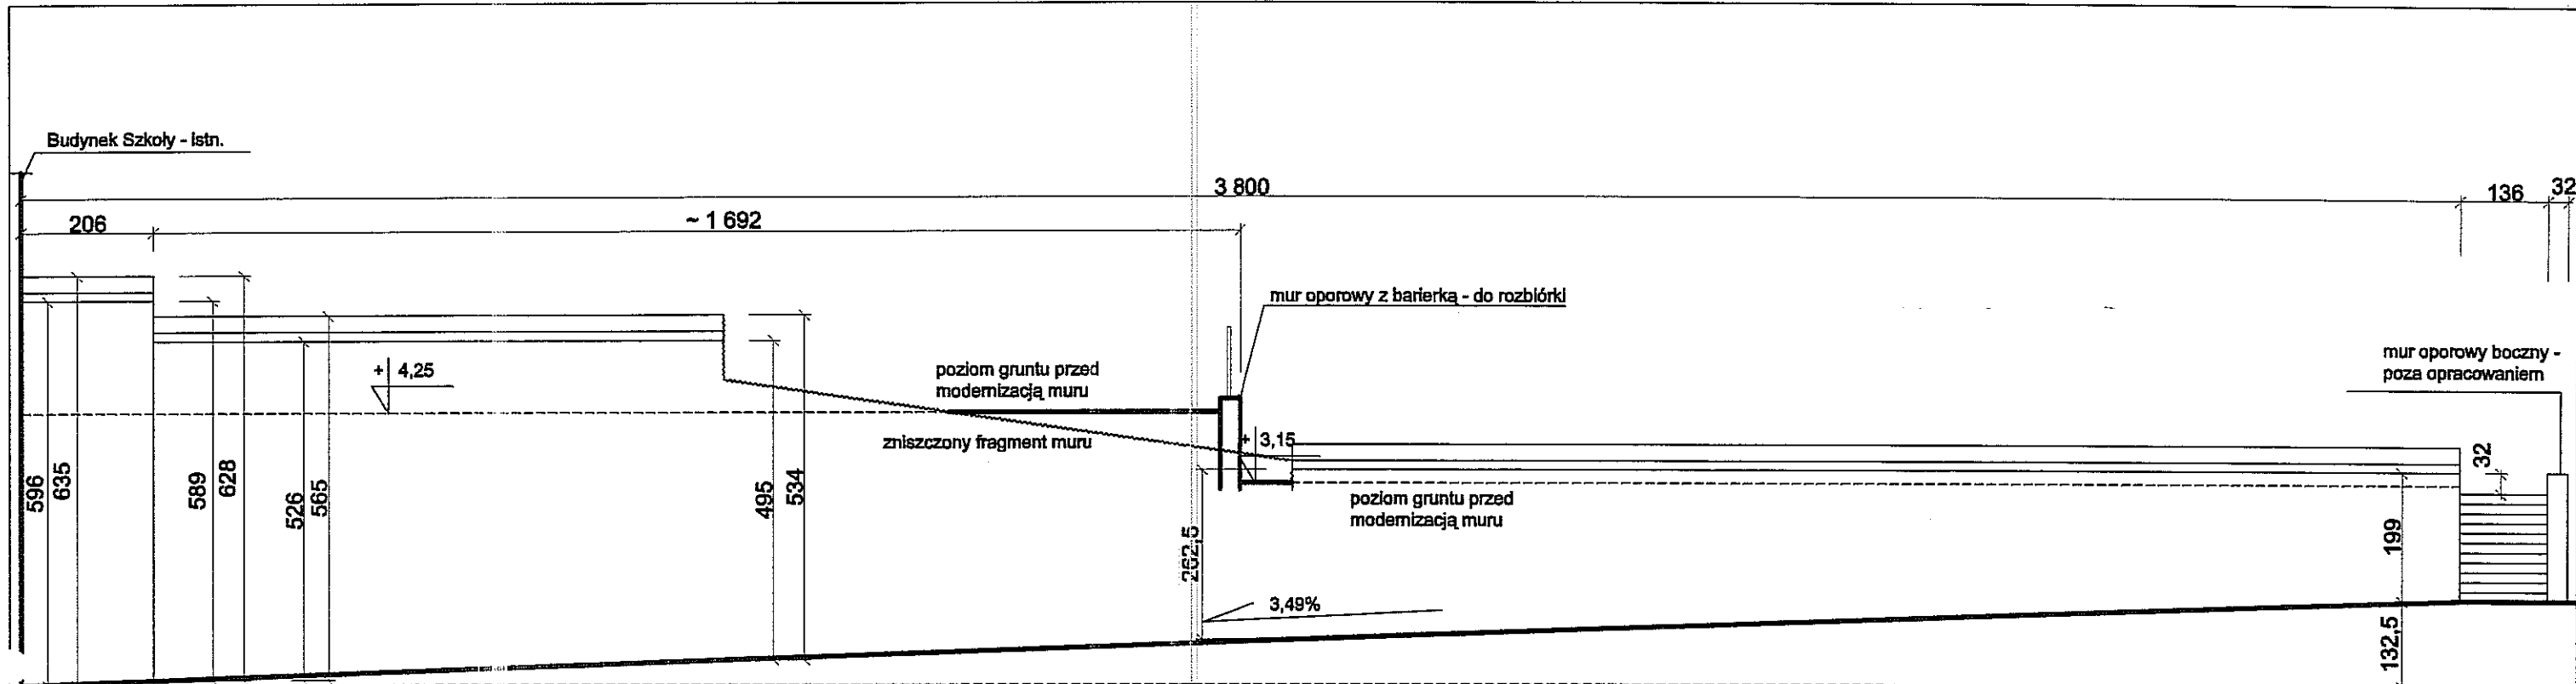 Budynek Szkoły - istn.
3 800
136
32
206
~ 1 692
mur oporowy z barierką - do rozbiórki
mur oporowy boczny -
poza opracowaniem
+ 4,25
poziom gruntu przed
modernizacją muru
zniszczony fragment muru
+ 3,15
poziom gruntu przed
modernizacją muru
596
635
589
628
526
565
495
534
262,5
3,49%
32
199
132,5